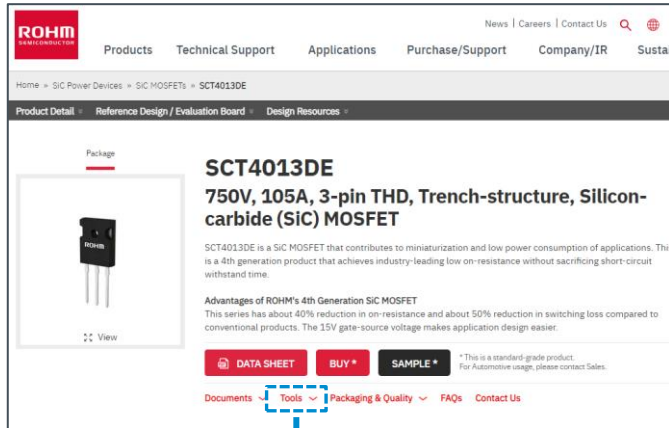 ROHM
SEMICONDUCTOR
News | Careers | Contact Us
Products Technical Support Applications Purchase/Support Company/IR Sustai
Home » SiC Power Devices » SiC MOSFETs » SCT4013DE
Product Detail Reference Design / Evaluation Board Design Resources
Package
ROHM
View
SCT4013DE
750V, 105A, 3-pin THD, Trench-structure, Silicon-
carbide (SiC) MOSFET
SCT4013DE is a SiC MOSFET that contributes to miniaturization and low power consumption of applications. This
is a 4th generation product that achieves industry-leading low on-resistance without sacrificing short-circuit
withstand time.
Advantages of ROHM's 4th Generation SiC MOSFET
This series has about 40% reduction in on-resistance and about 50% reduction in switching loss compared to
conventional products. The 15V gate-source voltage makes application design easier.
DATA SHEET BUY * SAMPLE *
* This is a standard-grade product.
For Automotive usage, please contact Sales.
Documents Tools Packaging & Quality FAQs Contact Us